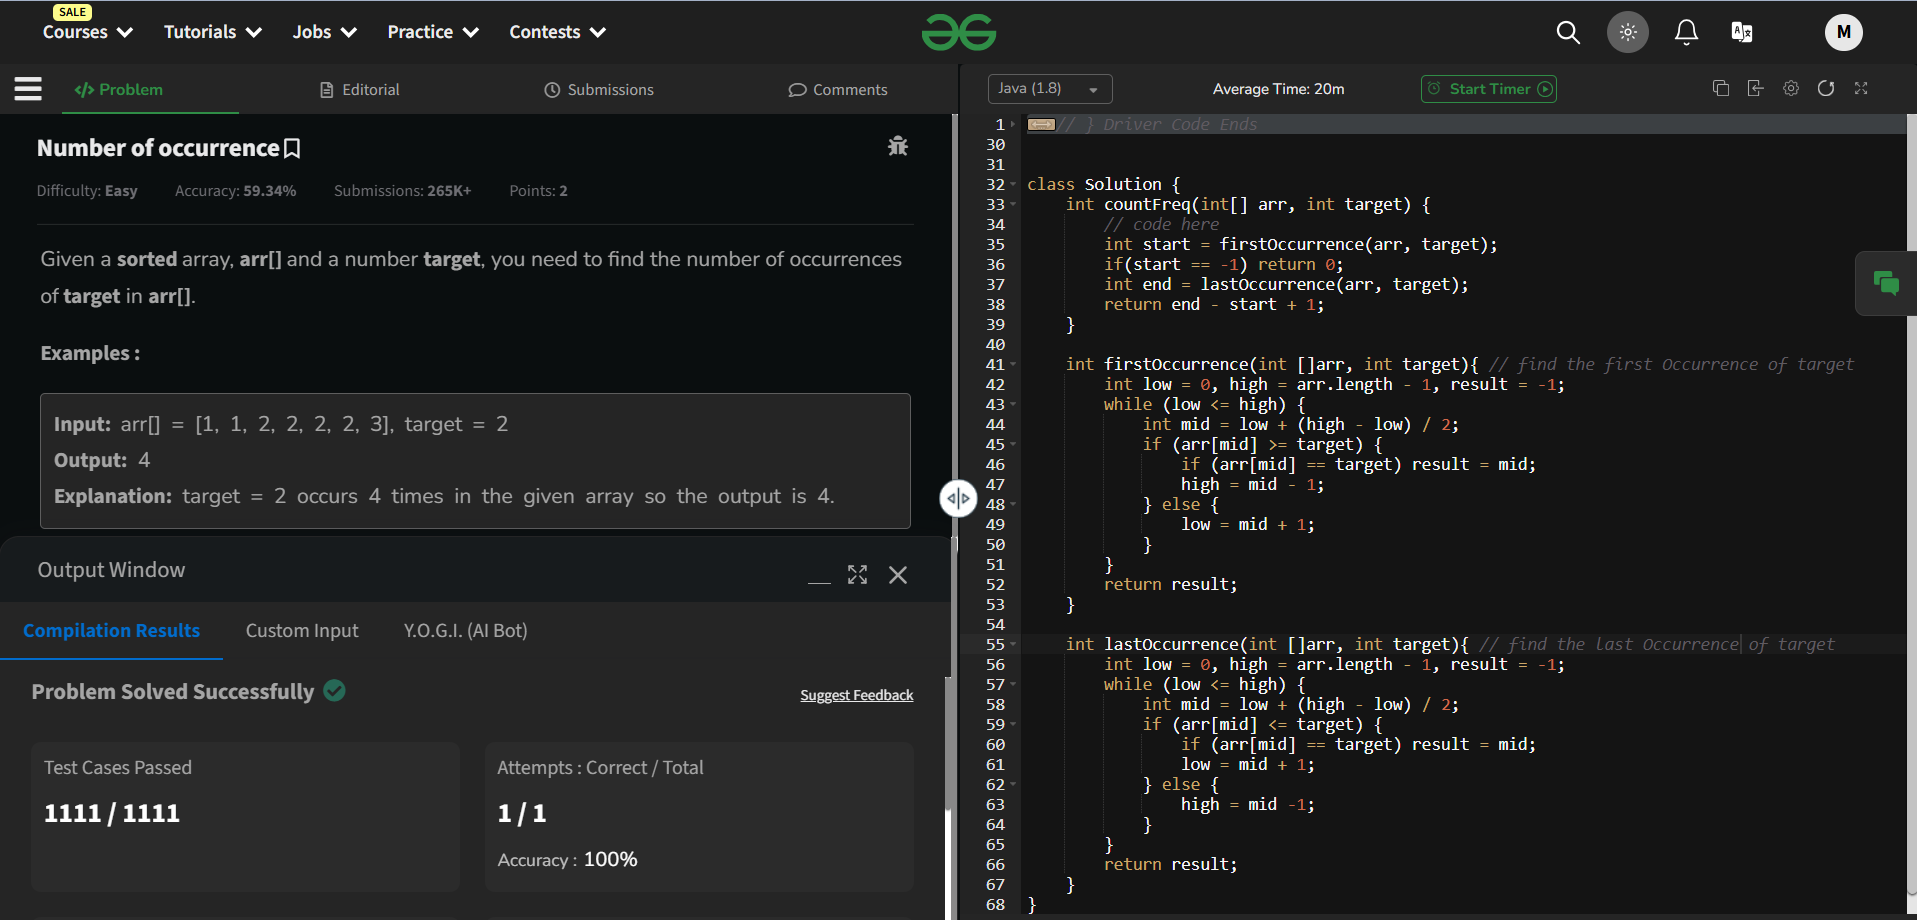 SALE
Courses Tutorials Jobs Practice Contests
M
</> Problem Editorial Submissions Comments
Java (1.8) Average Time: 20m Start Timer
Number of occurrence
Difficulty: Easy Accuracy: 59.34% Submissions: 265K+ Points: 2
Given a sorted array, arr[] and a number target, you need to find the number of occurrences
of target in arr[].
Examples :
Input: arr[] = [1, 1, 2, 2, 2, 2, 3], target = 2
Output: 4
Explanation: target = 2 occurs 4 times in the given array so the output is 4.
Output Window
Compilation Results Custom Input Y.O.G.I. (AI Bot)
Problem Solved Successfully
Suggest Feedback
Test Cases Passed
1111 / 1111
Attempts : Correct / Total
1 / 1
Accuracy : 100%
1 // } Driver Code Ends
30
31
32 class Solution {
33 int countFreq(int[] arr, int target) {
34 // code here
35 int start = firstOccurrence(arr, target);
36 if(start == -1) return 0;
37 int end = lastOccurrence(arr, target);
38 return end - start + 1;
39 }
40
41 int firstOccurrence(int []arr, int target){ // find the first Occurrence of target
42 int low = 0, high = arr.length - 1, result = -1;
43 while (low <= high) {
44 int mid = low + (high - low) / 2;
45 if (arr[mid] >= target) {
46 if (arr[mid] == target) result = mid;
47 high = mid - 1;
48 } else {
49 low = mid + 1;
50 }
51 }
52 return result;
53 }
54
55 int lastOccurrence(int []arr, int target){ // find the last Occurrence of target
56 int low = 0, high = arr.length - 1, result = -1;
57 while (low <= high) {
58 int mid = low + (high - low) / 2;
59 if (arr[mid] <= target) {
60 if (arr[mid] == target) result = mid;
61 low = mid + 1;
62 } else {
63 high = mid -1;
64 }
65 }
66 return result;
67 }
68 }